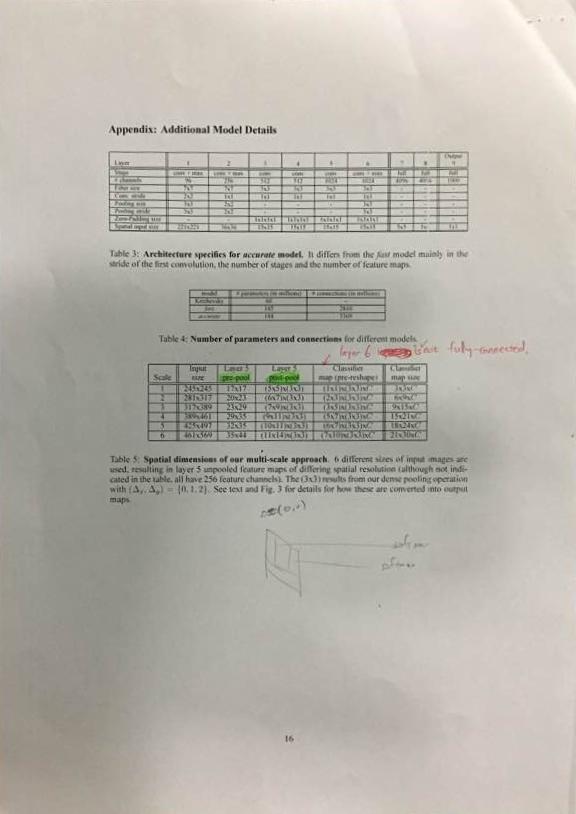 Appendix: Additional Model Details
Layer 1 2 3 4 5 6 7 8 Output 9
Stage conv + max conv + max conv conv conv conv + max full full full
# channels 96 256 512 512 1024 1024 4096 4096 1000
Filter size 7x7 7x7 3x3 3x3 3x3 3x3 - - -
Conv. stride 2x2 1x1 1x1 1x1 1x1 1x1 - - -
Pooling size 3x3 2x2 - - - 3x3 - - -
Pooling stride 3x3 2x2 - - - 3x3 - - -
Zero-Padding size - - 1x1x1x1 1x1x1x1 1x1x1x1 1x1x1x1 - - -
Spatial input size 221x221 36x36 15x15 15x15 15x15 15x15 5x5 1x1 1x1
Table 3: Architecture specifics for accurate model. It differs from the fast model mainly in the
stride of the first convolution, the number of stages and the number of feature maps.
model # parameters (in millions) # connections (in millions)
Krizhevsky 60 -
fast 145 2810
accurate 144 5369
Table 4: Number of parameters and connections for different models.
layer 6 is not fully-connected.
Scale Input size Layer 5 pre-pool Layer 5 post-pool Classifier map (pre-reshape) Classifier map size
1 245x245 17x17 (5x5)x(3x3) (1x1)x(3x3)xC 3x3xC
2 281x317 20x23 (6x7)x(3x3) (2x3)x(3x3)xC 6x9xC
3 317x389 23x29 (7x9)x(3x3) (3x5)x(3x3)xC 9x15xC
4 389x461 29x35 (9x11)x(3x3) (5x7)x(3x3)xC 15x21xC
5 425x497 32x35 (10x11)x(3x3) (6x7)x(3x3)xC 18x24xC
6 461x569 35x44 (11x14)x(3x3) (7x10)x(3x3)xC 21x30xC
Table 5: Spatial dimensions of our multi-scale approach. 6 different sizes of input images are
used, resulting in layer 5 unpooled feature maps of differing spatial resolution (although not indi-
cated in the table, all have 256 feature channels). The (3x3) results from our dense pooling operation
with (Δx, Δy) = {0, 1, 2}. See text and Fig. 3 for details for how these are converted into output
maps.
16